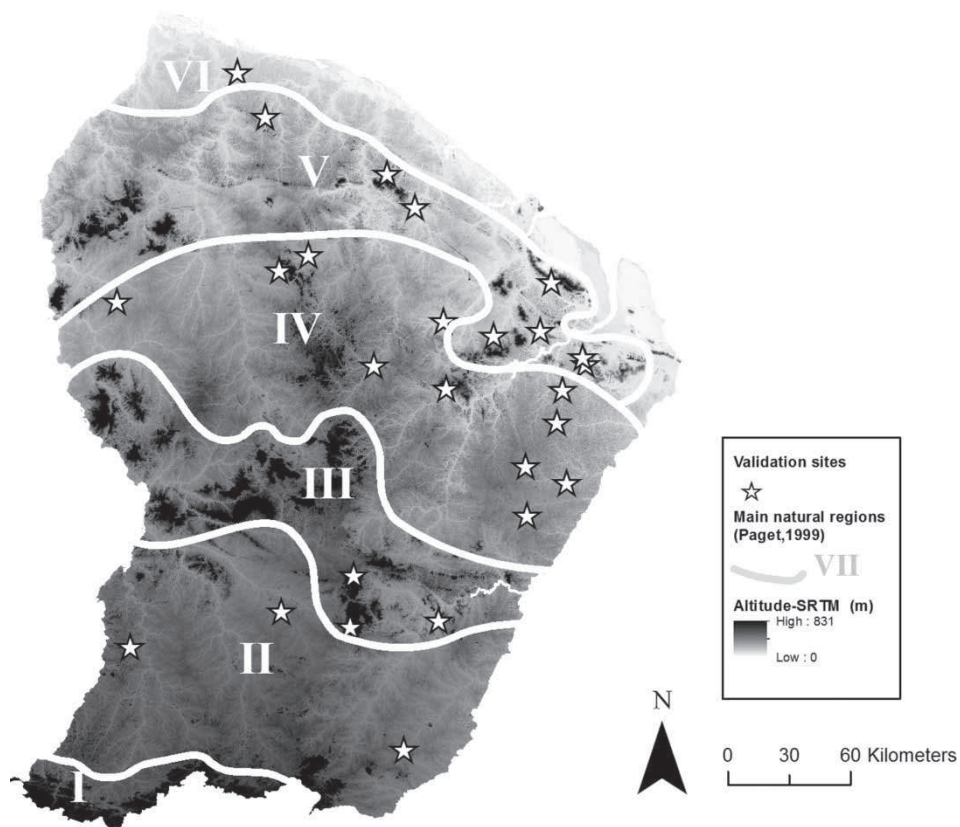 VI
V
IV
III
II
I
Validation sites
Main natural regions
(Paget,1999)
VII
Altitude-SRTM (m)
High : 831
Low : 0
N
0 30 60 Kilometers